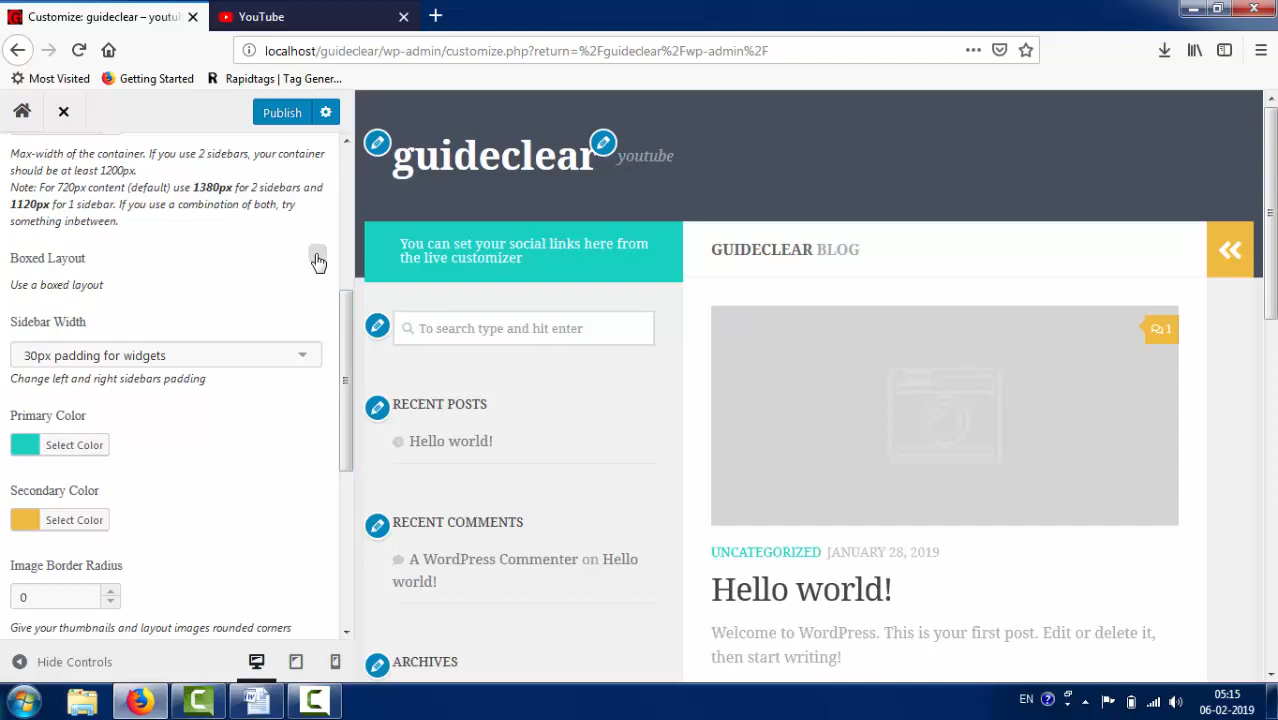 Customize: guideclear – youtu
YouTube
localhost/guideclear/wp-admin/customize.php?return=%2Fguideclear%2Fwp-admin%2F
Most Visited
Getting Started
Rapidtags | Tag Gener...
Publish
Max-width of the container. If you use 2 sidebars, your container
should be at least 1200px.
Note: For 720px content (default) use 1380px for 2 sidebars and
1120px for 1 sidebar. If you use a combination of both, try
something inbetween.
Boxed Layout
Use a boxed layout
Sidebar Width
30px padding for widgets
Change left and right sidebars padding
Primary Color
Select Color
Secondary Color
Select Color
Image Border Radius
0
Give your thumbnails and layout images rounded corners
Hide Controls
guideclear
youtube
You can set your social links here from
the live customizer
GUIDECLEAR BLOG
To search type and hit enter
RECENT POSTS
Hello world!
RECENT COMMENTS
A WordPress Commenter on Hello
world!
ARCHIVES
1
UNCATEGORIZED JANUARY 28, 2019
Hello world!
Welcome to WordPress. This is your first post. Edit or delete it,
then start writing!
EN
05:15
06-02-2019